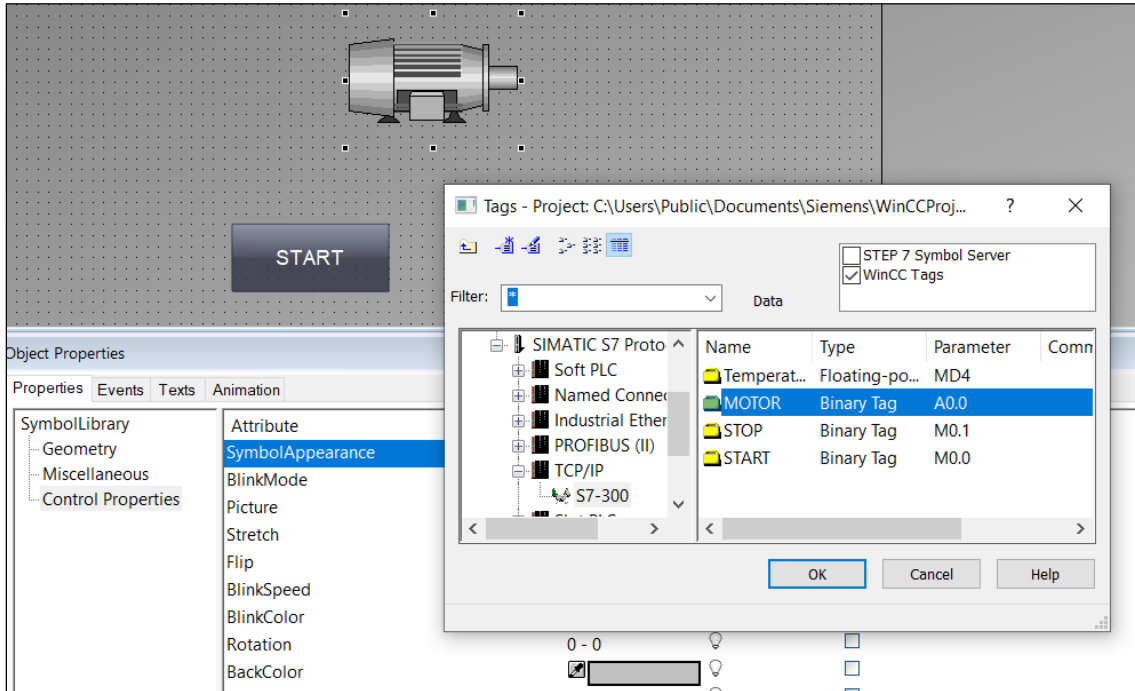 START
Tags - Project: C:\Users\Public\Documents\Siemens\WinCCProj... ?
STEP 7 Symbol Server
WinCC Tags
Filter: * Data
SIMATIC S7 Proto
Soft PLC
Named Connec
Industrial Ether
PROFIBUS (II)
TCP/IP
S7-300
Name Type Parameter Comm
Temperat... Floating-po... MD4
MOTOR Binary Tag A0.0
STOP Binary Tag M0.1
START Binary Tag M0.0
OK Cancel Help
Object Properties
Properties Events Texts Animation
SymbolLibrary
Geometry
Miscellaneous
Control Properties
Attribute
SymbolAppearance
BlinkMode
Picture
Stretch
Flip
BlinkSpeed
BlinkColor
Rotation 0 - 0
BackColor